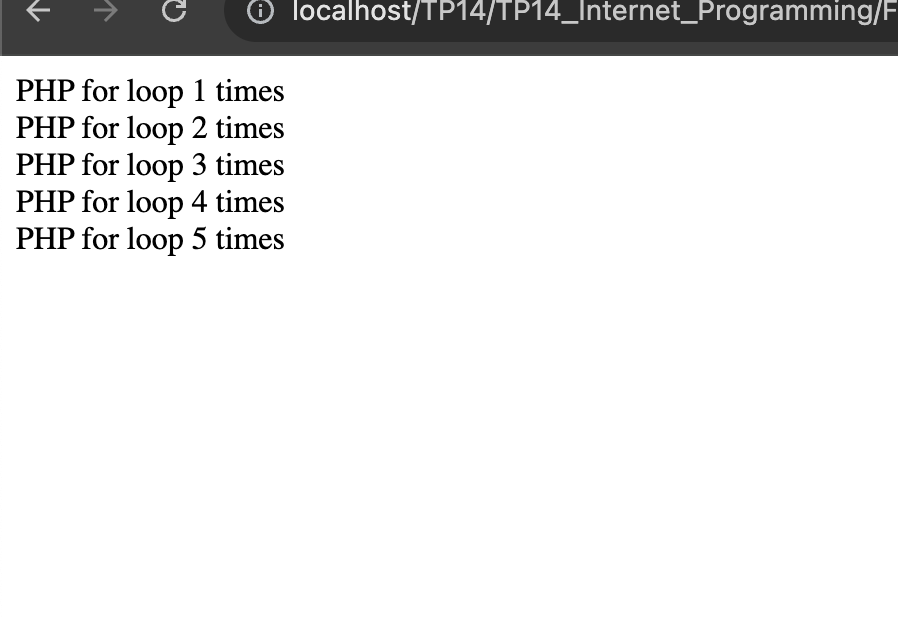 localhost/TP14/TP14_Internet_Programming/F
PHP for loop 1 times
PHP for loop 2 times
PHP for loop 3 times
PHP for loop 4 times
PHP for loop 5 times